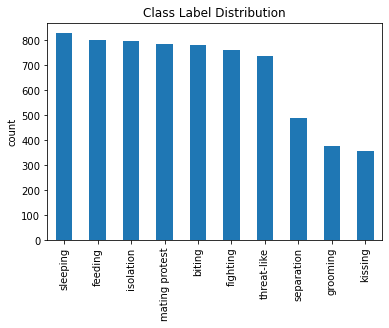 Class Label Distribution
count
800
700
600
500
400
300
200
100
0
sleeping
feeding
isolation
mating protest
biting
fighting
threat-like
separation
grooming
kissing